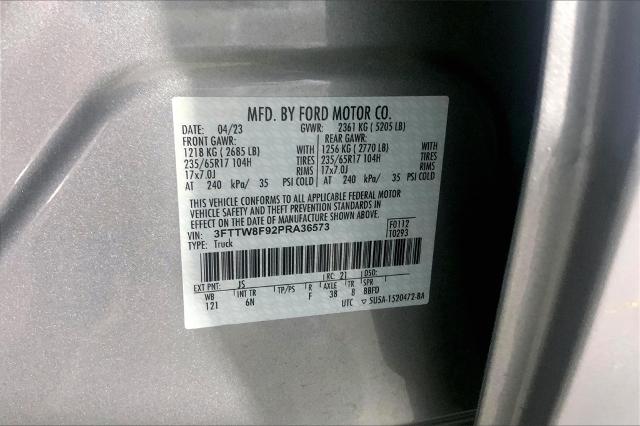 MFD. BY FORD MOTOR CO.
DATE: 04/23 GVWR: 2361 KG ( 5205 LB)
FRONT GAWR: REAR GAWR:
1218 KG ( 2685 LB) WITH 1256 KG ( 2770 LB) WITH
235/65R17 104H TIRES 235/65R17 104H TIRES
17x7.0J RIMS 17x7.0J RIMS
AT 240 kPa/ 35 PSI COLD AT 240 kPa/ 35 PSI COLD
THIS VEHICLE CONFORMS TO ALL APPLICABLE FEDERAL MOTOR
VEHICLE SAFETY AND THEFT PREVENTION STANDARDS IN
EFFECT ON THE DATE OF MANUFACTURE SHOWN ABOVE.
VIN: 3FTTW8F92PRA36573 F0112
TYPE: Truck T0293
EXT PNT: JS RC: 21 DSO:
WB INT TR TP/PS R AXLE TR
121 6N F 38 8 8BFD
UTC ▽ 5U5A-1520472-BA